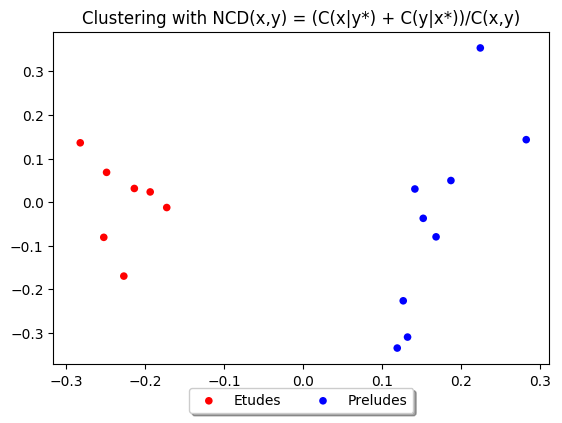 Clustering with NCD(x,y) = (C(x|y*) + C(y|x*))/C(x,y)
0.3
0.2
0.1
0.0
−0.1
−0.2
−0.3
−0.3 −0.2 −0.1 0.0 0.1 0.2 0.3
Etudes Preludes